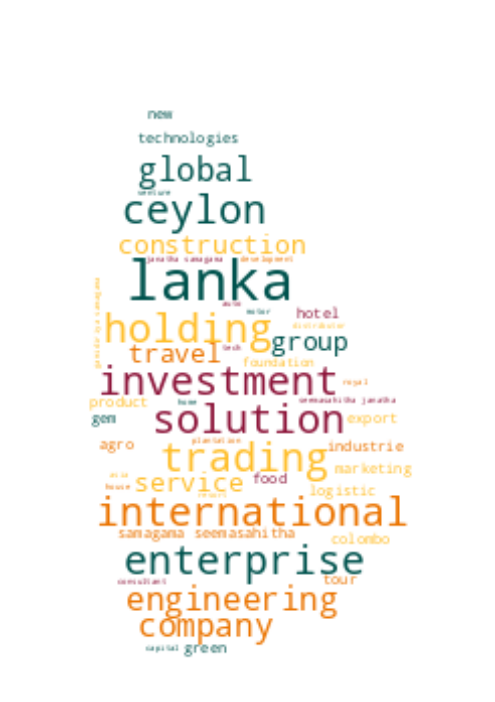 new
technologies
global
venture
ceylon
construction
janatha samagama development
lanka
auto
motor
hotel
distributor
holding
group
tech
travel
foundation
investment
royal
product
home
seemasahitha janatha
gem
solution
export
plantation
agro
industrie
trading
marketing
asia
service
food
house
logistic
resort
international
samagama seemasahitha
colombo
enterprise
consultant
tour
engineering
company
capital green